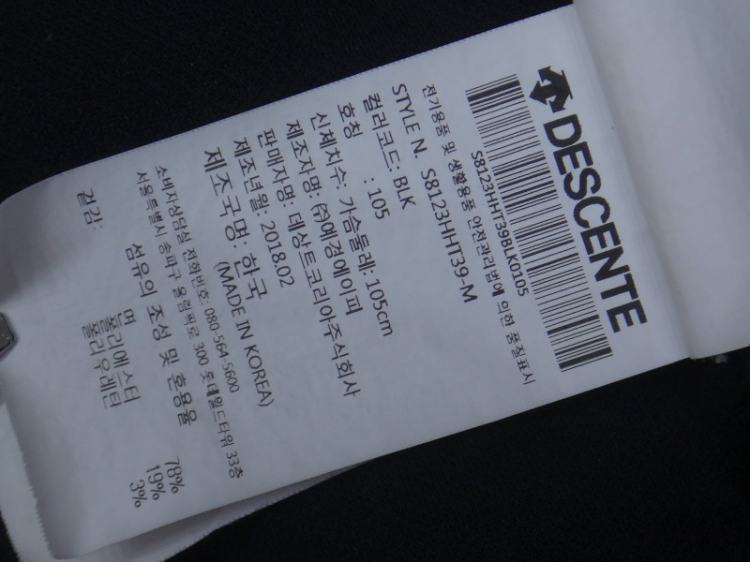 DESCENTE
S8123HHT39BLK0105
전기용품 및 생활용품 안전관리법에 의한 품질표시
STYLE N. S8123HHT39-M
컬러코드: BLK
호칭 : 105
신체치수: 가슴둘레: 105cm
제조자명: ㈜애경에이피
판매자명: 데상트코리아주식회사
제조년월: 2018.02
제조국명: 한국
(MADE IN KOREA)
소비자상담실 전화번호: 080-564-5600
서울특별시 송파구 올림픽로 300 롯데월드타워 33층
섬유의 조성 및 혼용율
겉감: 면 78%
폴리에스터 19%
폴리우레탄 3%